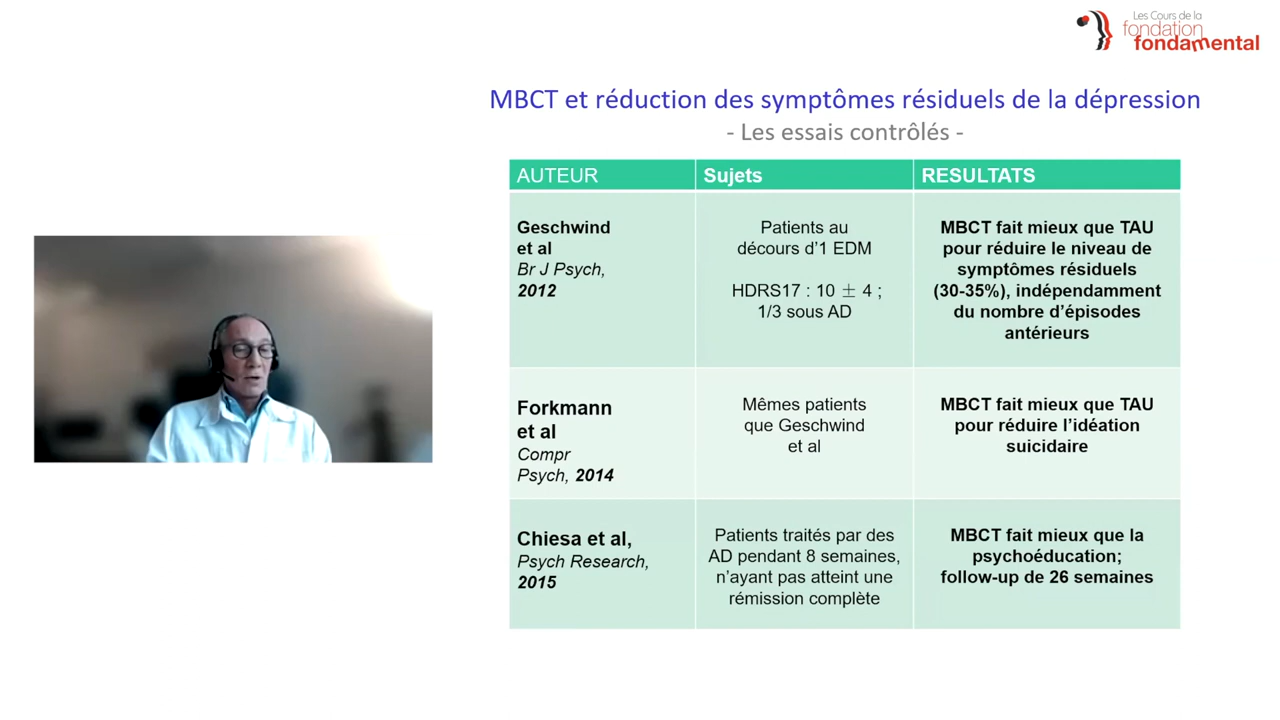 Les Cours de la
fondation
fondamental
MBCT et réduction des symptômes résiduels de la dépression
- Les essais contrôlés -
AUTEUR
Sujets
RESULTATS
Geschwind
et al
Br J Psych,
2012
Patients au
décours d’1 EDM
HDRS17 : 10 ± 4 ;
1/3 sous AD
MBCT fait mieux que TAU
pour réduire le niveau de
symptômes résiduels
(30-35%), indépendamment
du nombre d’épisodes
antérieurs
Forkmann
et al
Compr
Psych, 2014
Mêmes patients
que Geschwind
et al
MBCT fait mieux que TAU
pour réduire l’idéation
suicidaire
Chiesa et al,
Psych Research,
2015
Patients traités par des
AD pendant 8 semaines,
n’ayant pas atteint une
rémission complète
MBCT fait mieux que la
psychoéducation;
follow-up de 26 semaines